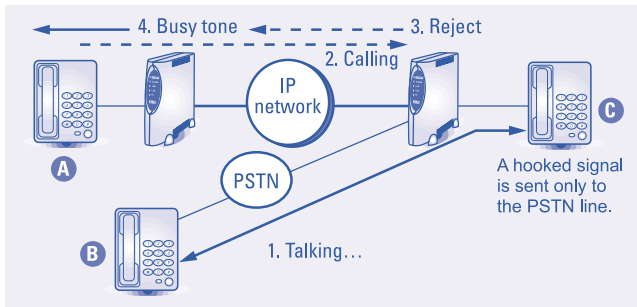 4. Busy tone
3. Reject
2. Calling
IP
network
A
C
A hooked signal
is sent only to
the PSTN line.
PSTN
B
1. Talking...